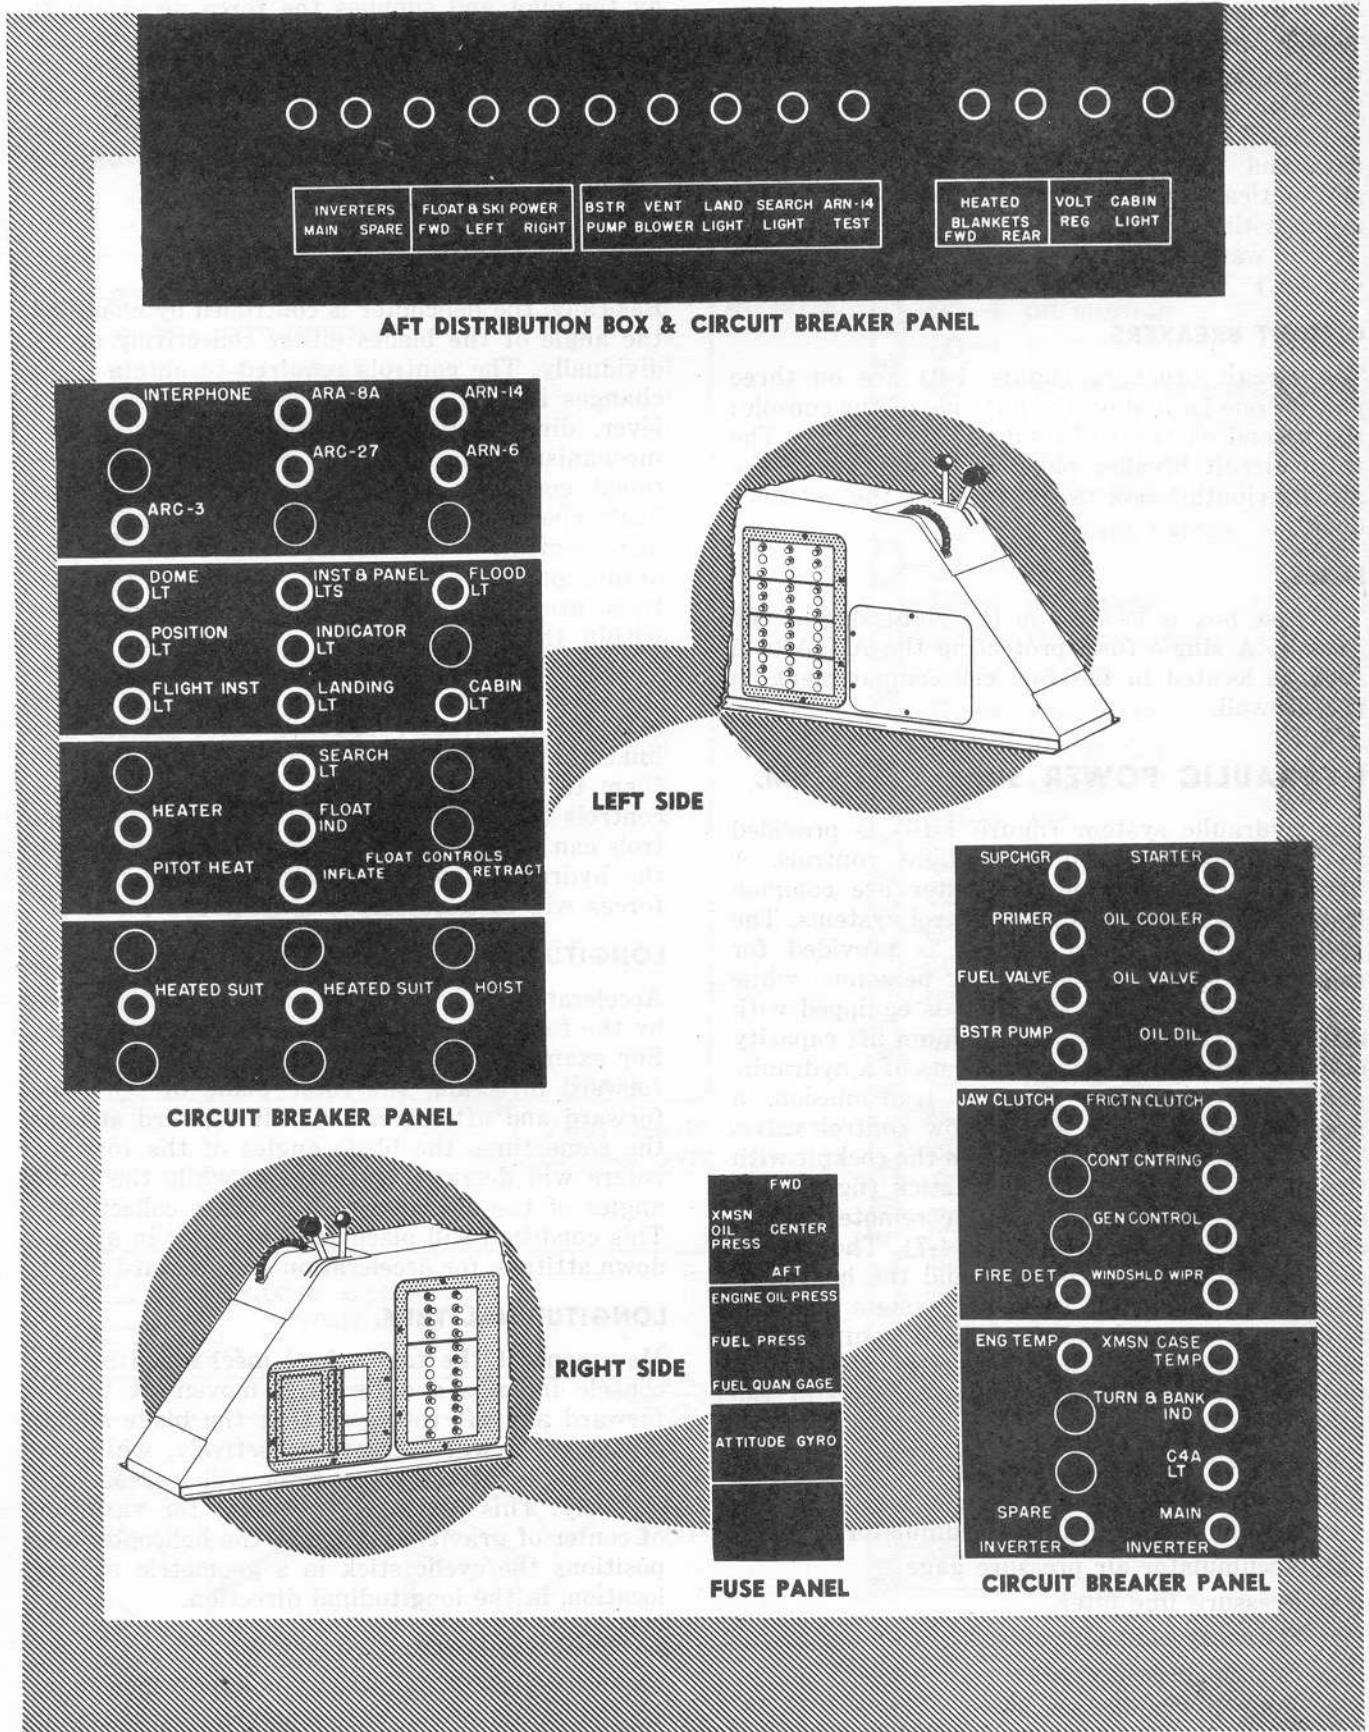 INVERTERS
MAIN SPARE
FLOAT & SKI POWER
FWD LEFT RIGHT
BSTR VENT LAND SEARCH ARN-14
PUMP BLOWER LIGHT LIGHT TEST
HEATED
BLANKETS
FWD REAR
VOLT CABIN
REG LIGHT
AFT DISTRIBUTION BOX & CIRCUIT BREAKER PANEL
INTERPHONE ARA-8A ARN-14
ARC-27 ARN-6
ARC-3
DOME
LT
INST & PANEL
LTS
FLOOD
LT
POSITION
LT
INDICATOR
LT
FLIGHT INST
LT
LANDING
LT
CABIN
LT
SEARCH
LT
HEATER
FLOAT
IND
PITOT HEAT
FLOAT CONTROLS
INFLATE RETRACT
HEATED SUIT HEATED SUIT HOIST
CIRCUIT BREAKER PANEL
LEFT SIDE
RIGHT SIDE
FWD
XMSN
OIL
PRESS
CENTER
AFT
ENGINE OIL PRESS
FUEL PRESS
FUEL QUAN GAGE
ATTITUDE GYRO
FUSE PANEL
SUPCHGR STARTER
PRIMER OIL COOLER
FUEL VALVE OIL VALVE
BSTR PUMP OIL DIL
JAW CLUTCH FRICT'N CLUTCH
CONT CNTRING
GEN CONTROL
FIRE DET WINDSHLD WIPR
ENG TEMP
XMSN CASE
TEMP
TURN & BANK
IND
C4A
LT
SPARE
INVERTER
MAIN
INVERTER
CIRCUIT BREAKER PANEL